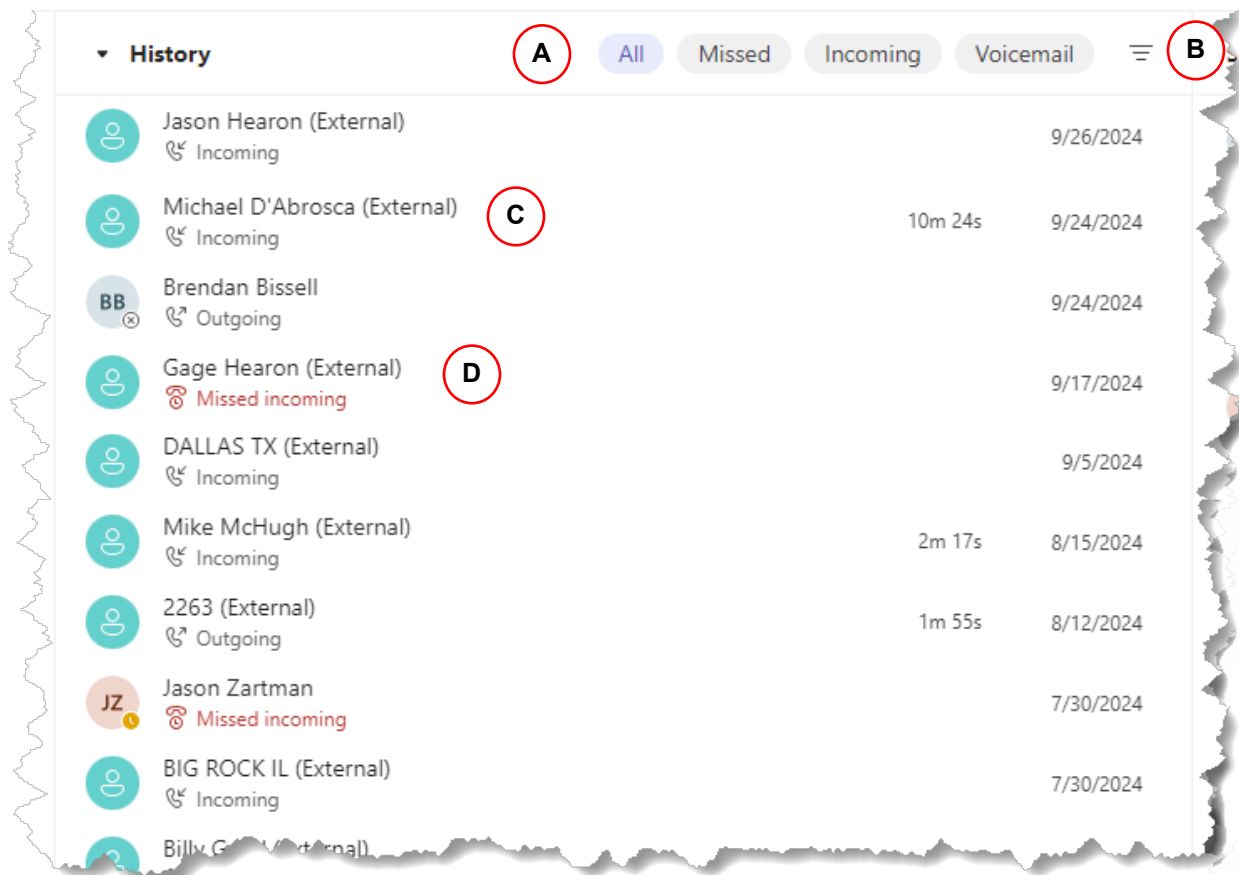 History A All Missed Incoming Voicemail B
Jason Hearon (External)
Incoming 9/26/2024
Michael D'Abrosca (External) C
Incoming 10m 24s 9/24/2024
BB Brendan Bissell
Outgoing 9/24/2024
Gage Hearon (External) D
Missed incoming 9/17/2024
DALLAS TX (External)
Incoming 9/5/2024
Mike McHugh (External)
Incoming 2m 17s 8/15/2024
2263 (External)
Outgoing 1m 55s 8/12/2024
JZ Jason Zartman
Missed incoming 7/30/2024
BIG ROCK IL (External)
Incoming 7/30/2024
Billy